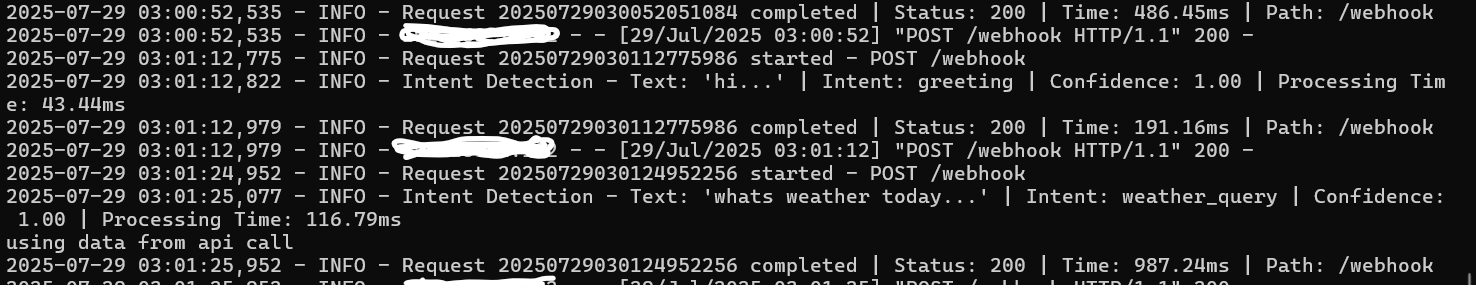 2025-07-29 03:00:52,535 - INFO - Request 20250729030052051084 completed | Status: 200 | Time: 486.45ms | Path: /webhook
2025-07-29 03:00:52,535 - INFO - - - [29/Jul/2025 03:00:52] "POST /webhook HTTP/1.1" 200 -
2025-07-29 03:01:12,775 - INFO - Request 20250729030112775986 started - POST /webhook
2025-07-29 03:01:12,822 - INFO - Intent Detection - Text: 'hi...' | Intent: greeting | Confidence: 1.00 | Processing Tim
e: 43.44ms
2025-07-29 03:01:12,979 - INFO - Request 20250729030112775986 completed | Status: 200 | Time: 191.16ms | Path: /webhook
2025-07-29 03:01:12,979 - INFO - - - [29/Jul/2025 03:01:12] "POST /webhook HTTP/1.1" 200 -
2025-07-29 03:01:24,952 - INFO - Request 20250729030124952256 started - POST /webhook
2025-07-29 03:01:25,077 - INFO - Intent Detection - Text: 'whats weather today...' | Intent: weather_query | Confidence:
1.00 | Processing Time: 116.79ms
using data from api call
2025-07-29 03:01:25,952 - INFO - Request 20250729030124952256 completed | Status: 200 | Time: 987.24ms | Path: /webhook